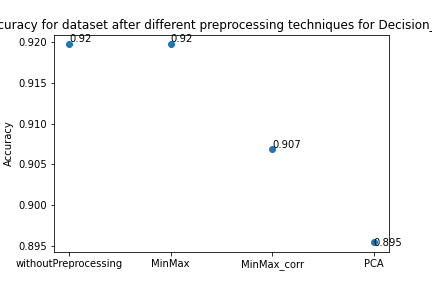 curacy for dataset after different preprocessing techniques for Decision_
0.920
0.915
0.910
0.905
0.900
0.895
Accuracy
0.92
0.92
0.907
0.895
withoutPreprocessing
MinMax
MinMax_corr
PCA